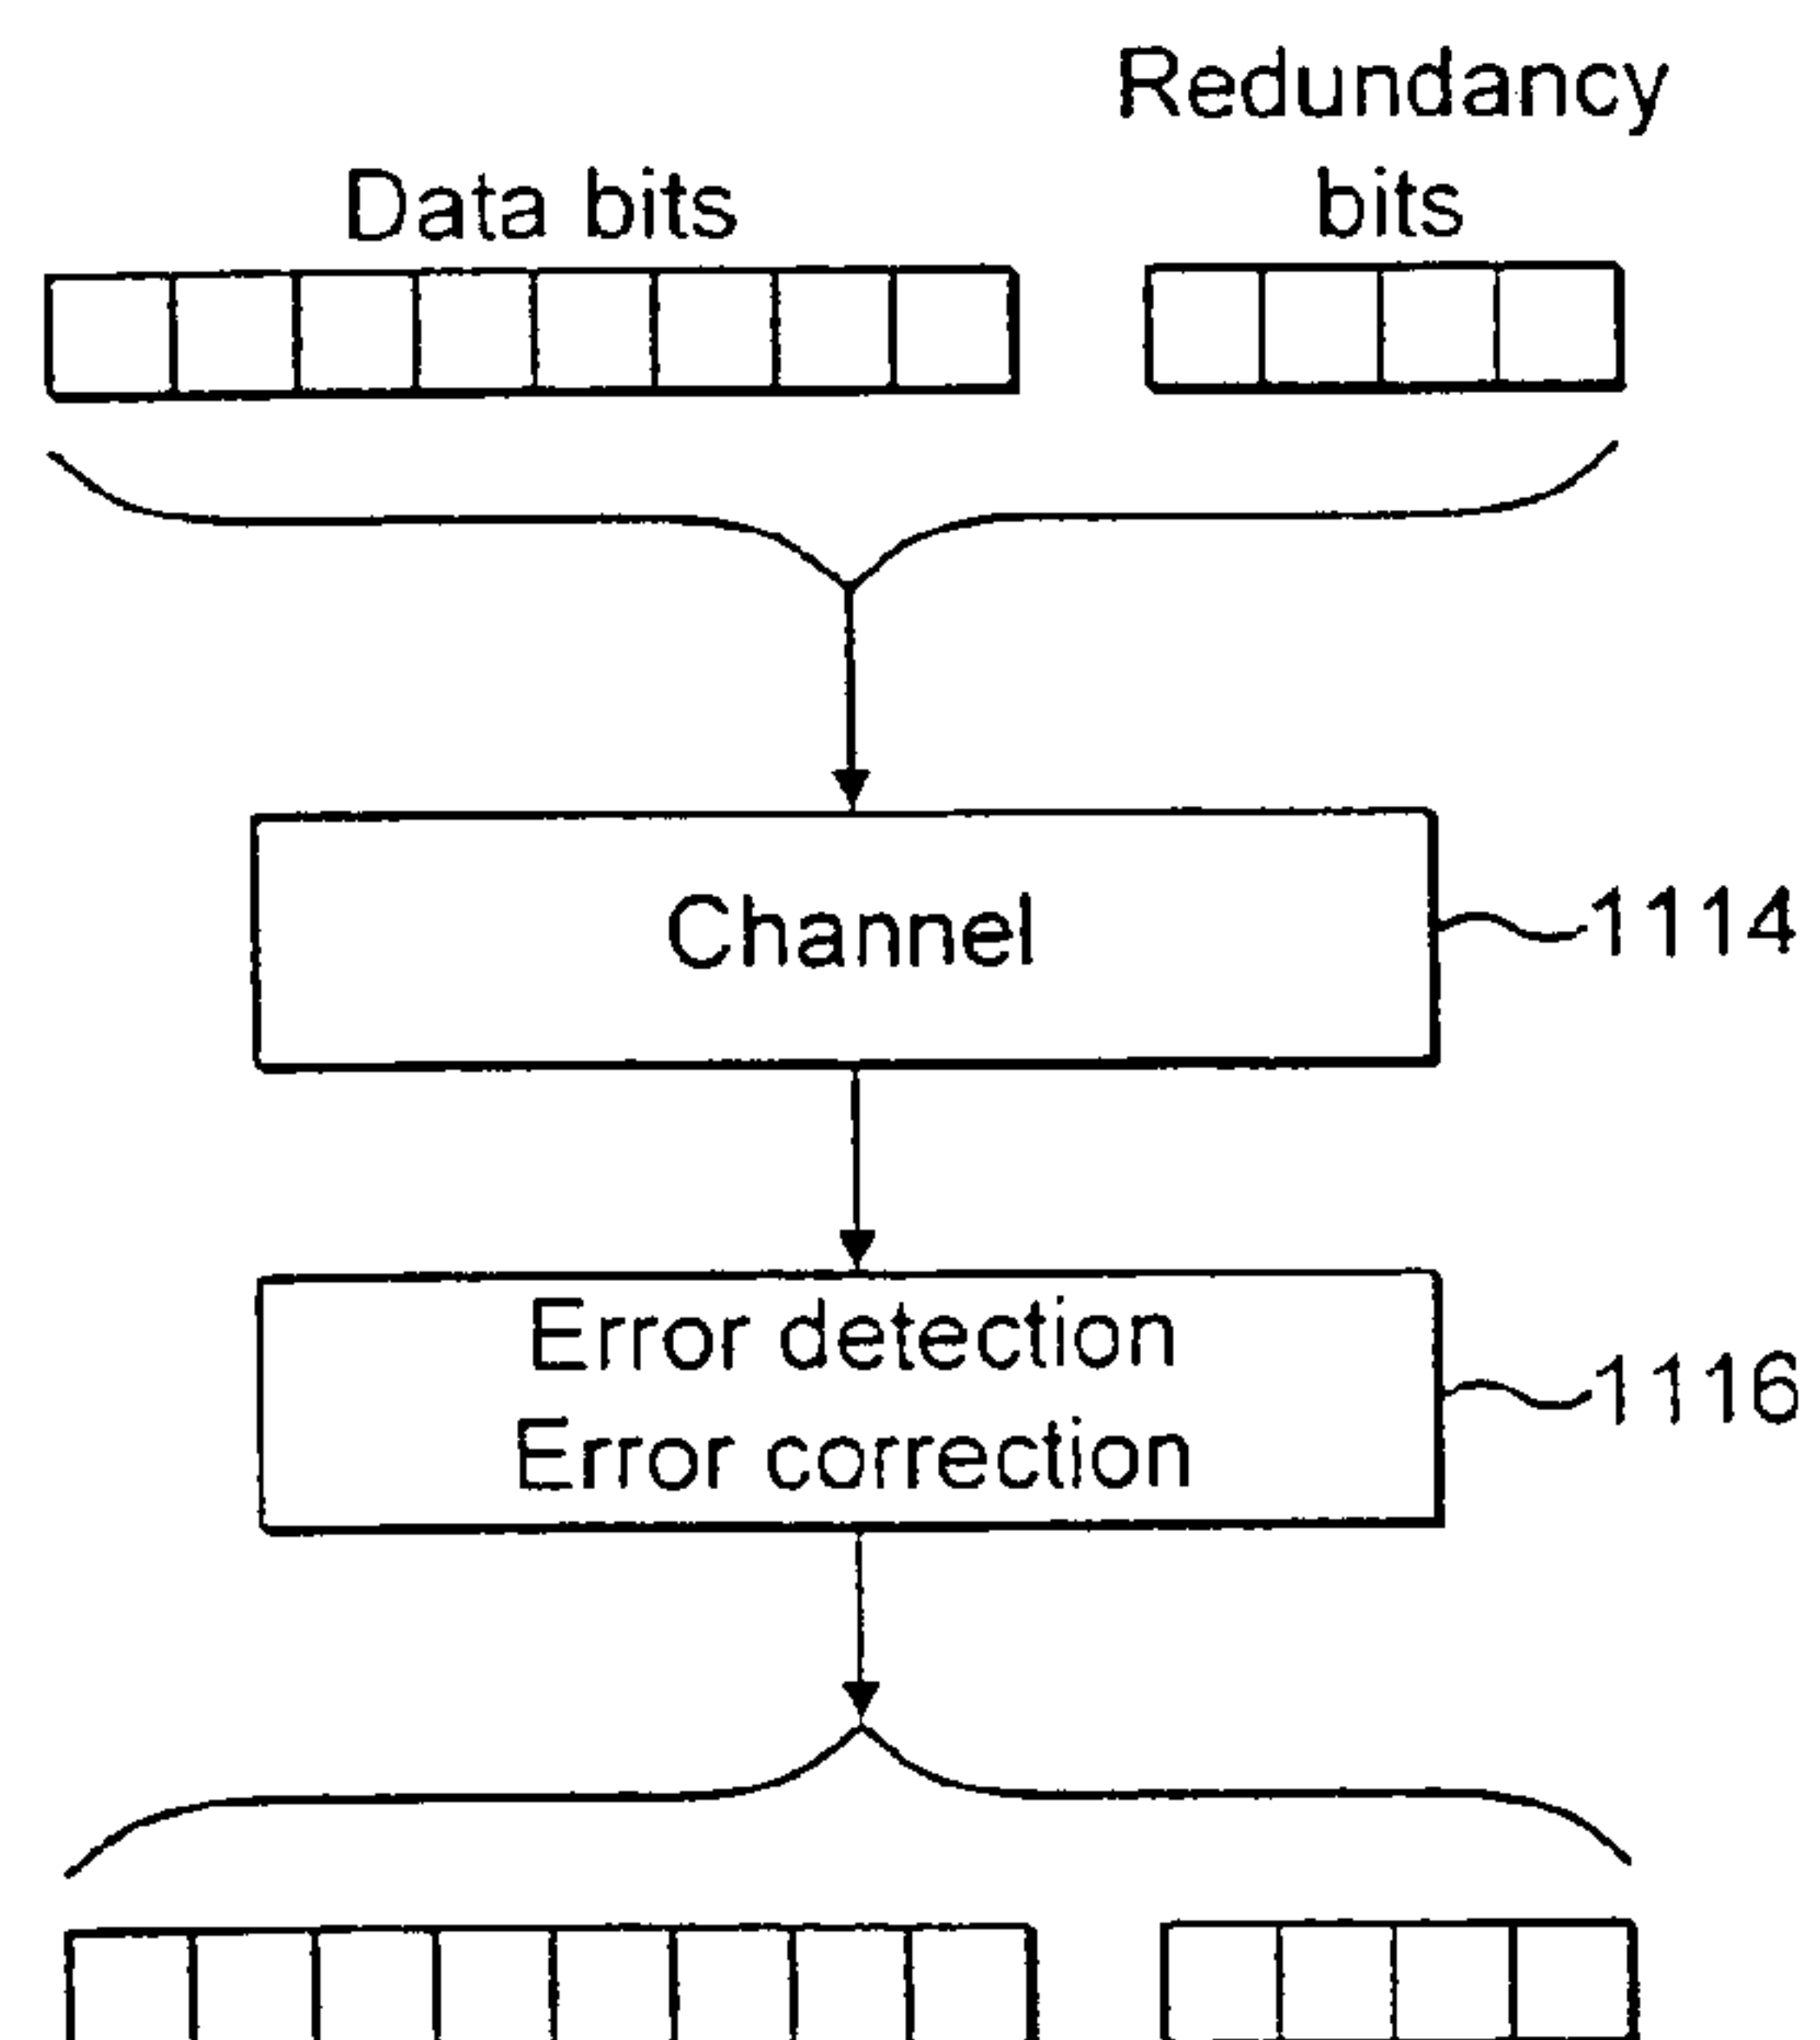 Redundancy
Data bits
bits
Channel
1114
Error detection
1116
Error correction